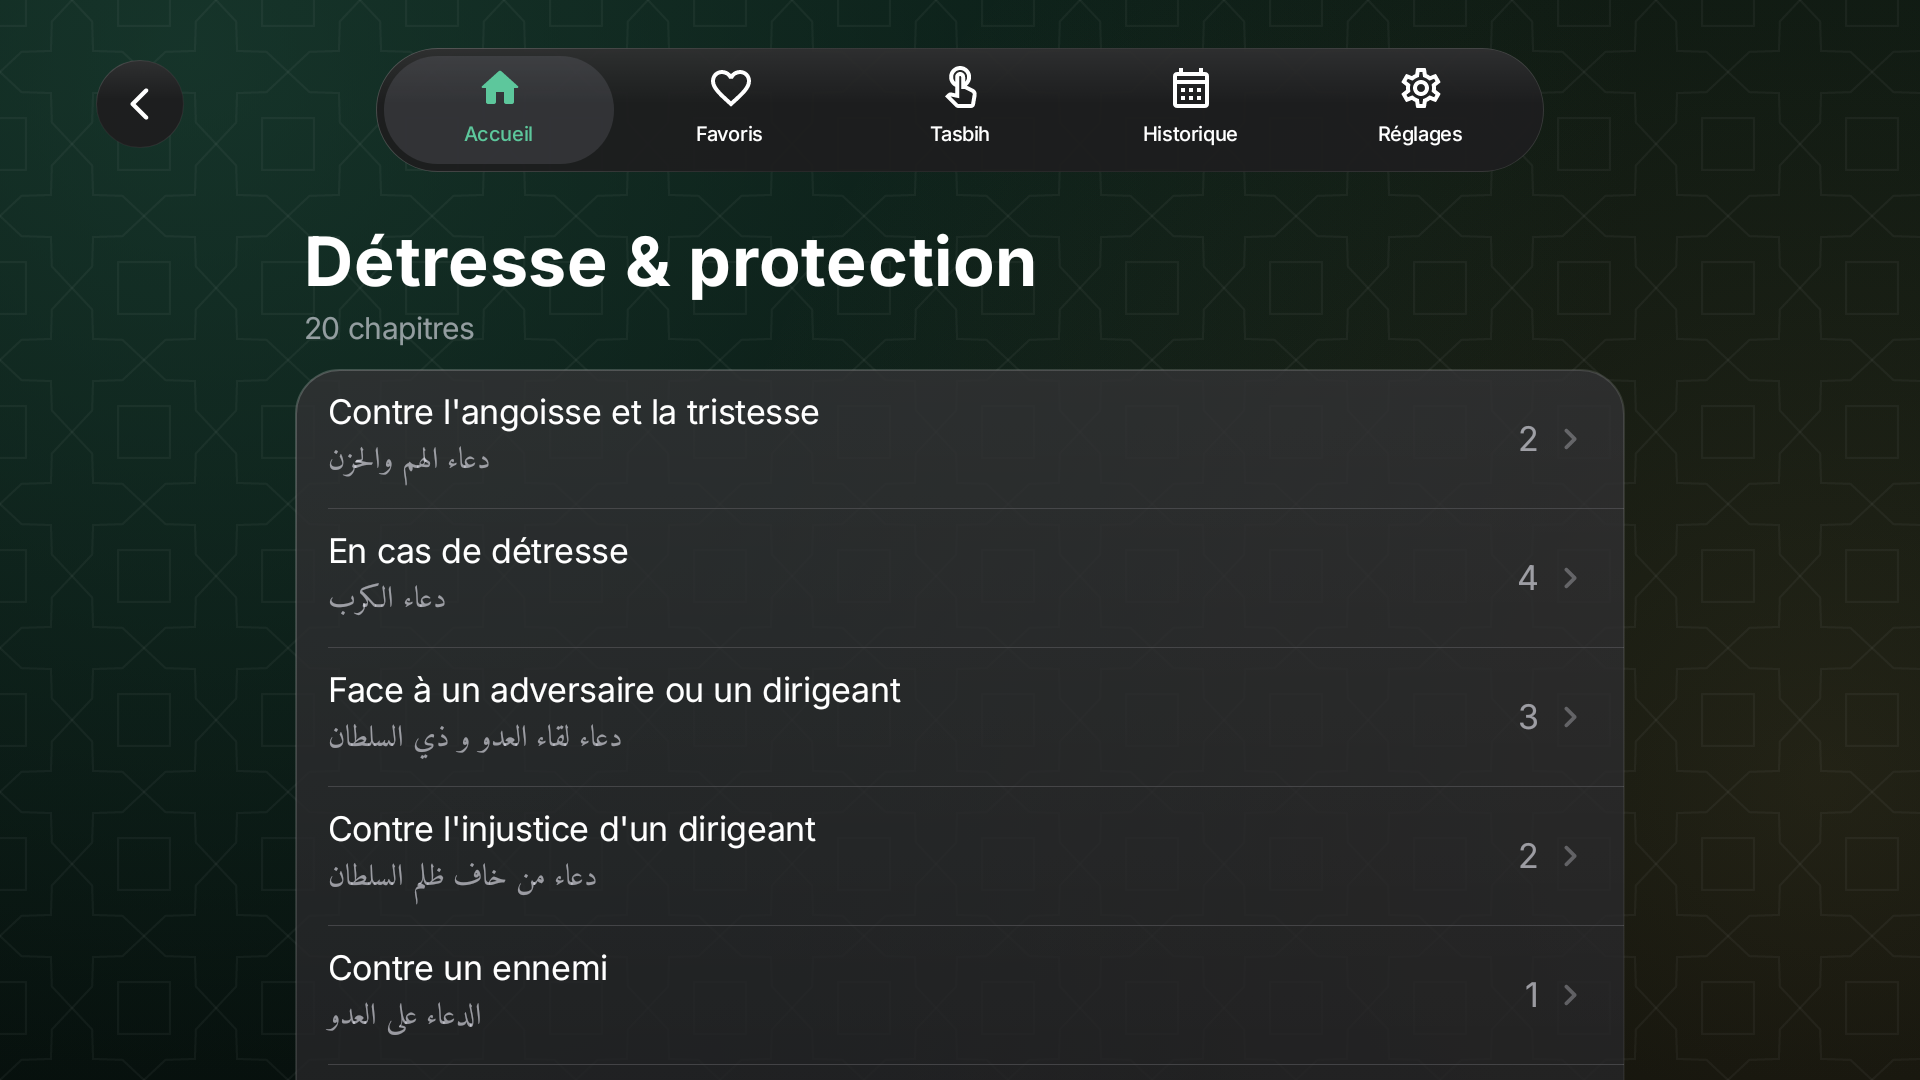 Accueil
Favoris
Tasbih
Historique
Réglages
Détresse & protection
20 chapitres
Contre l'angoisse et la tristesse
دعاء الهم والحزن
2
En cas de détresse
دعاء الكرب
4
Face à un adversaire ou un dirigeant
دعاء لقاء العدو و ذي السلطان
3
Contre l'injustice d'un dirigeant
دعاء من خاف ظلم السلطان
2
Contre un ennemi
الدعاء على العدو
1